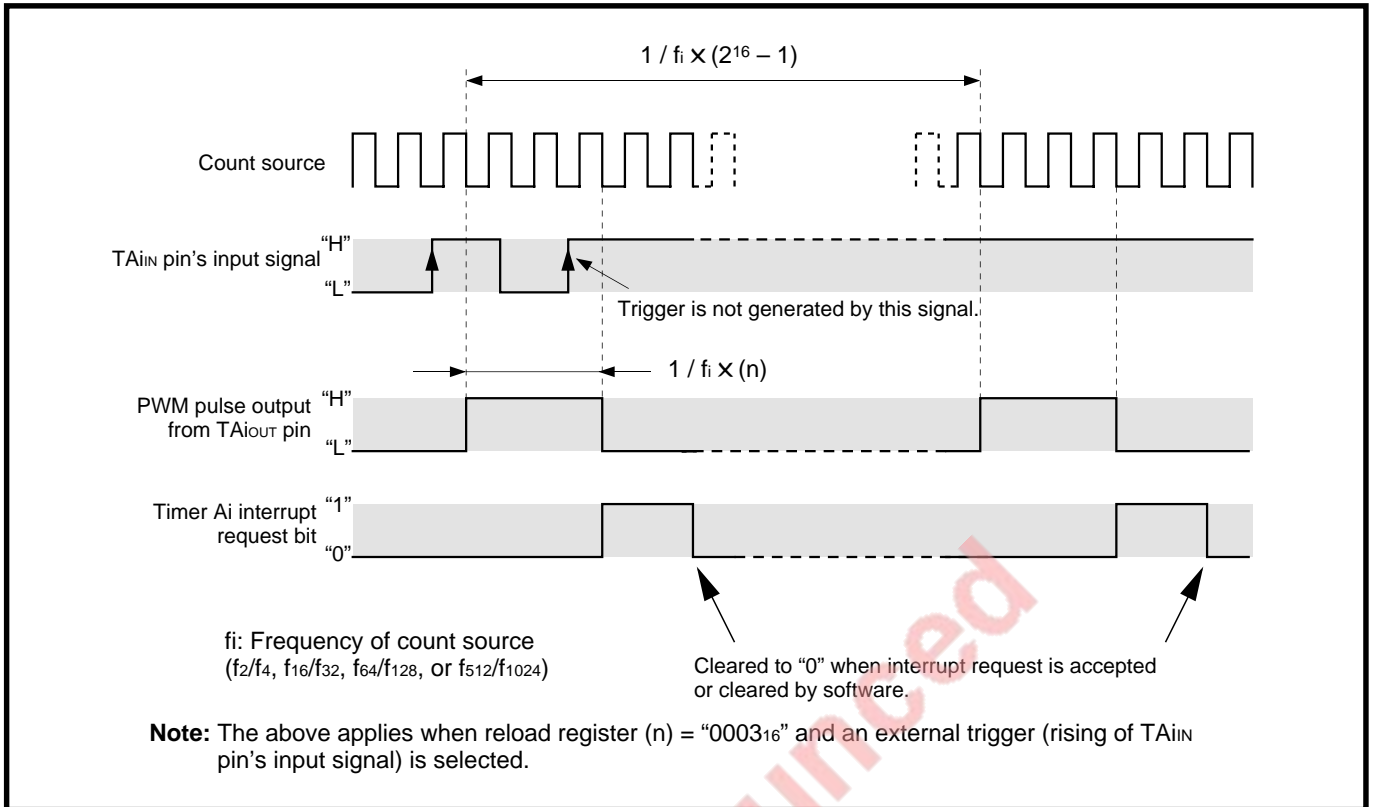 1 / fi × (2¹⁶ – 1)
Count source
TAiIN pin's input signal
“H”
“L”
Trigger is not generated by this signal.
1 / fi × (n)
PWM pulse output
from TAiOUT pin
“H”
“L”
Timer Ai interrupt
request bit
“1”
“0”
fi: Frequency of count source
(f2/f4, f16/f32, f64/f128, or f512/f1024)
Cleared to “0” when interrupt request is accepted
or cleared by software.
Note: The above applies when reload register (n) = “000316” and an external trigger (rising of TAiIN
pin's input signal) is selected.
unced